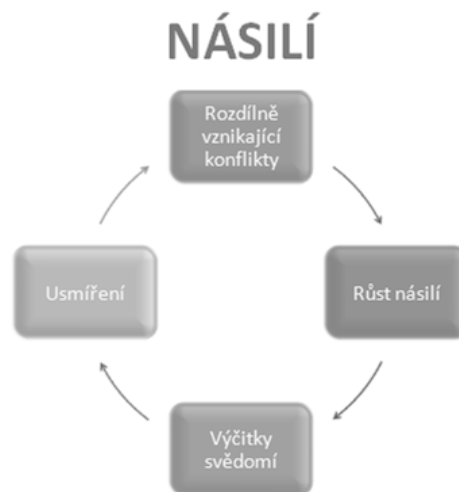 NÁSILÍ
Rozdílně
vznikající
konflikty
Růst násilí
Výčitky
svědomí
Usmíření